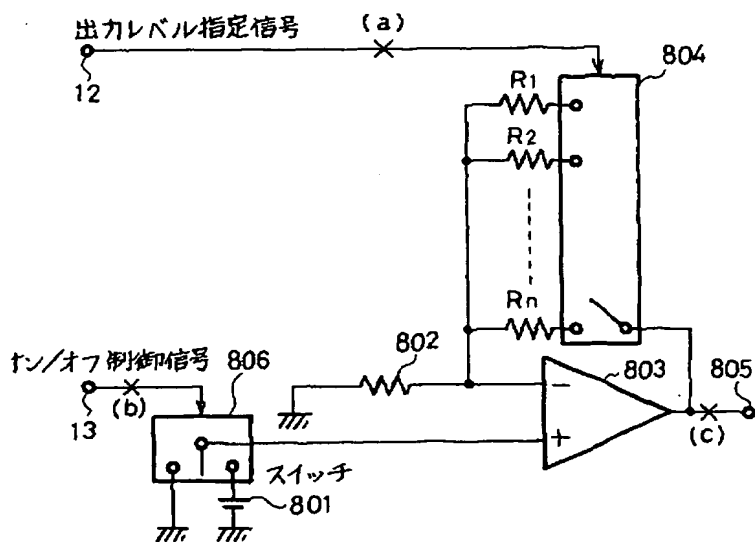 出力レベル指定信号
(a)
12
804
R1
R2
Rn
802
オン/オフ制御信号
806
803
805
13
(b)
(c)
スイッチ
801